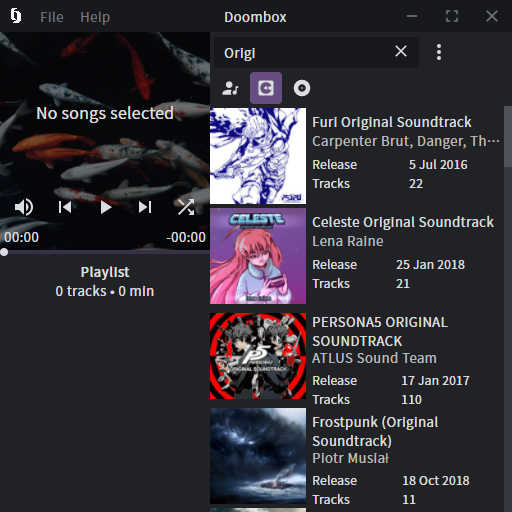 File Help Doombox
Origi
No songs selected
00:00 -00:00
Playlist
0 tracks • 0 min
Furi Original Soundtrack
Carpenter Brut, Danger, Th…
Release 5 Jul 2016
Tracks 22
CELESTE
Celeste Original Soundtrack
Lena Raine
Release 25 Jan 2018
Tracks 21
P5
ORIGINAL SOUNDTRACK
PERSONA5 ORIGINAL
SOUNDTRACK
ATLUS Sound Team
Release 17 Jan 2017
Tracks 110
Frostpunk (Original
Soundtrack)
Piotr Musiał
Release 18 Oct 2018
Tracks 11